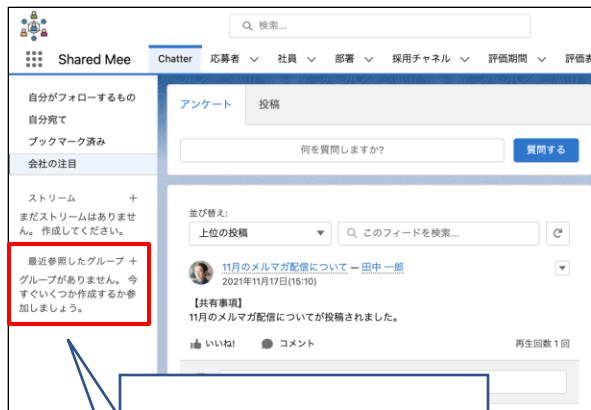 検索...
Shared Mee
Chatter 応募者 社員 部署 採用チャネル 評価期間 評価表
自分がフォローするもの
自分宛て
ブックマーク済み
会社の注目
ストリーム +
まだストリームはありませ
ん。 作成してください。
最近参照したグループ +
グループがありません。 今
すぐいくつか作成するか参
加しましょう。
アンケート 投稿
何を質問しますか?
質問する
並び替え:
上位の投稿
このフィードを検索...
11月のメルマガ配信について — 田中 一郎
2021年11月17日(15:10)
【共有事項】
11月のメルマガ配信についてが投稿されました。
いいね! コメント 再生回数 1 回